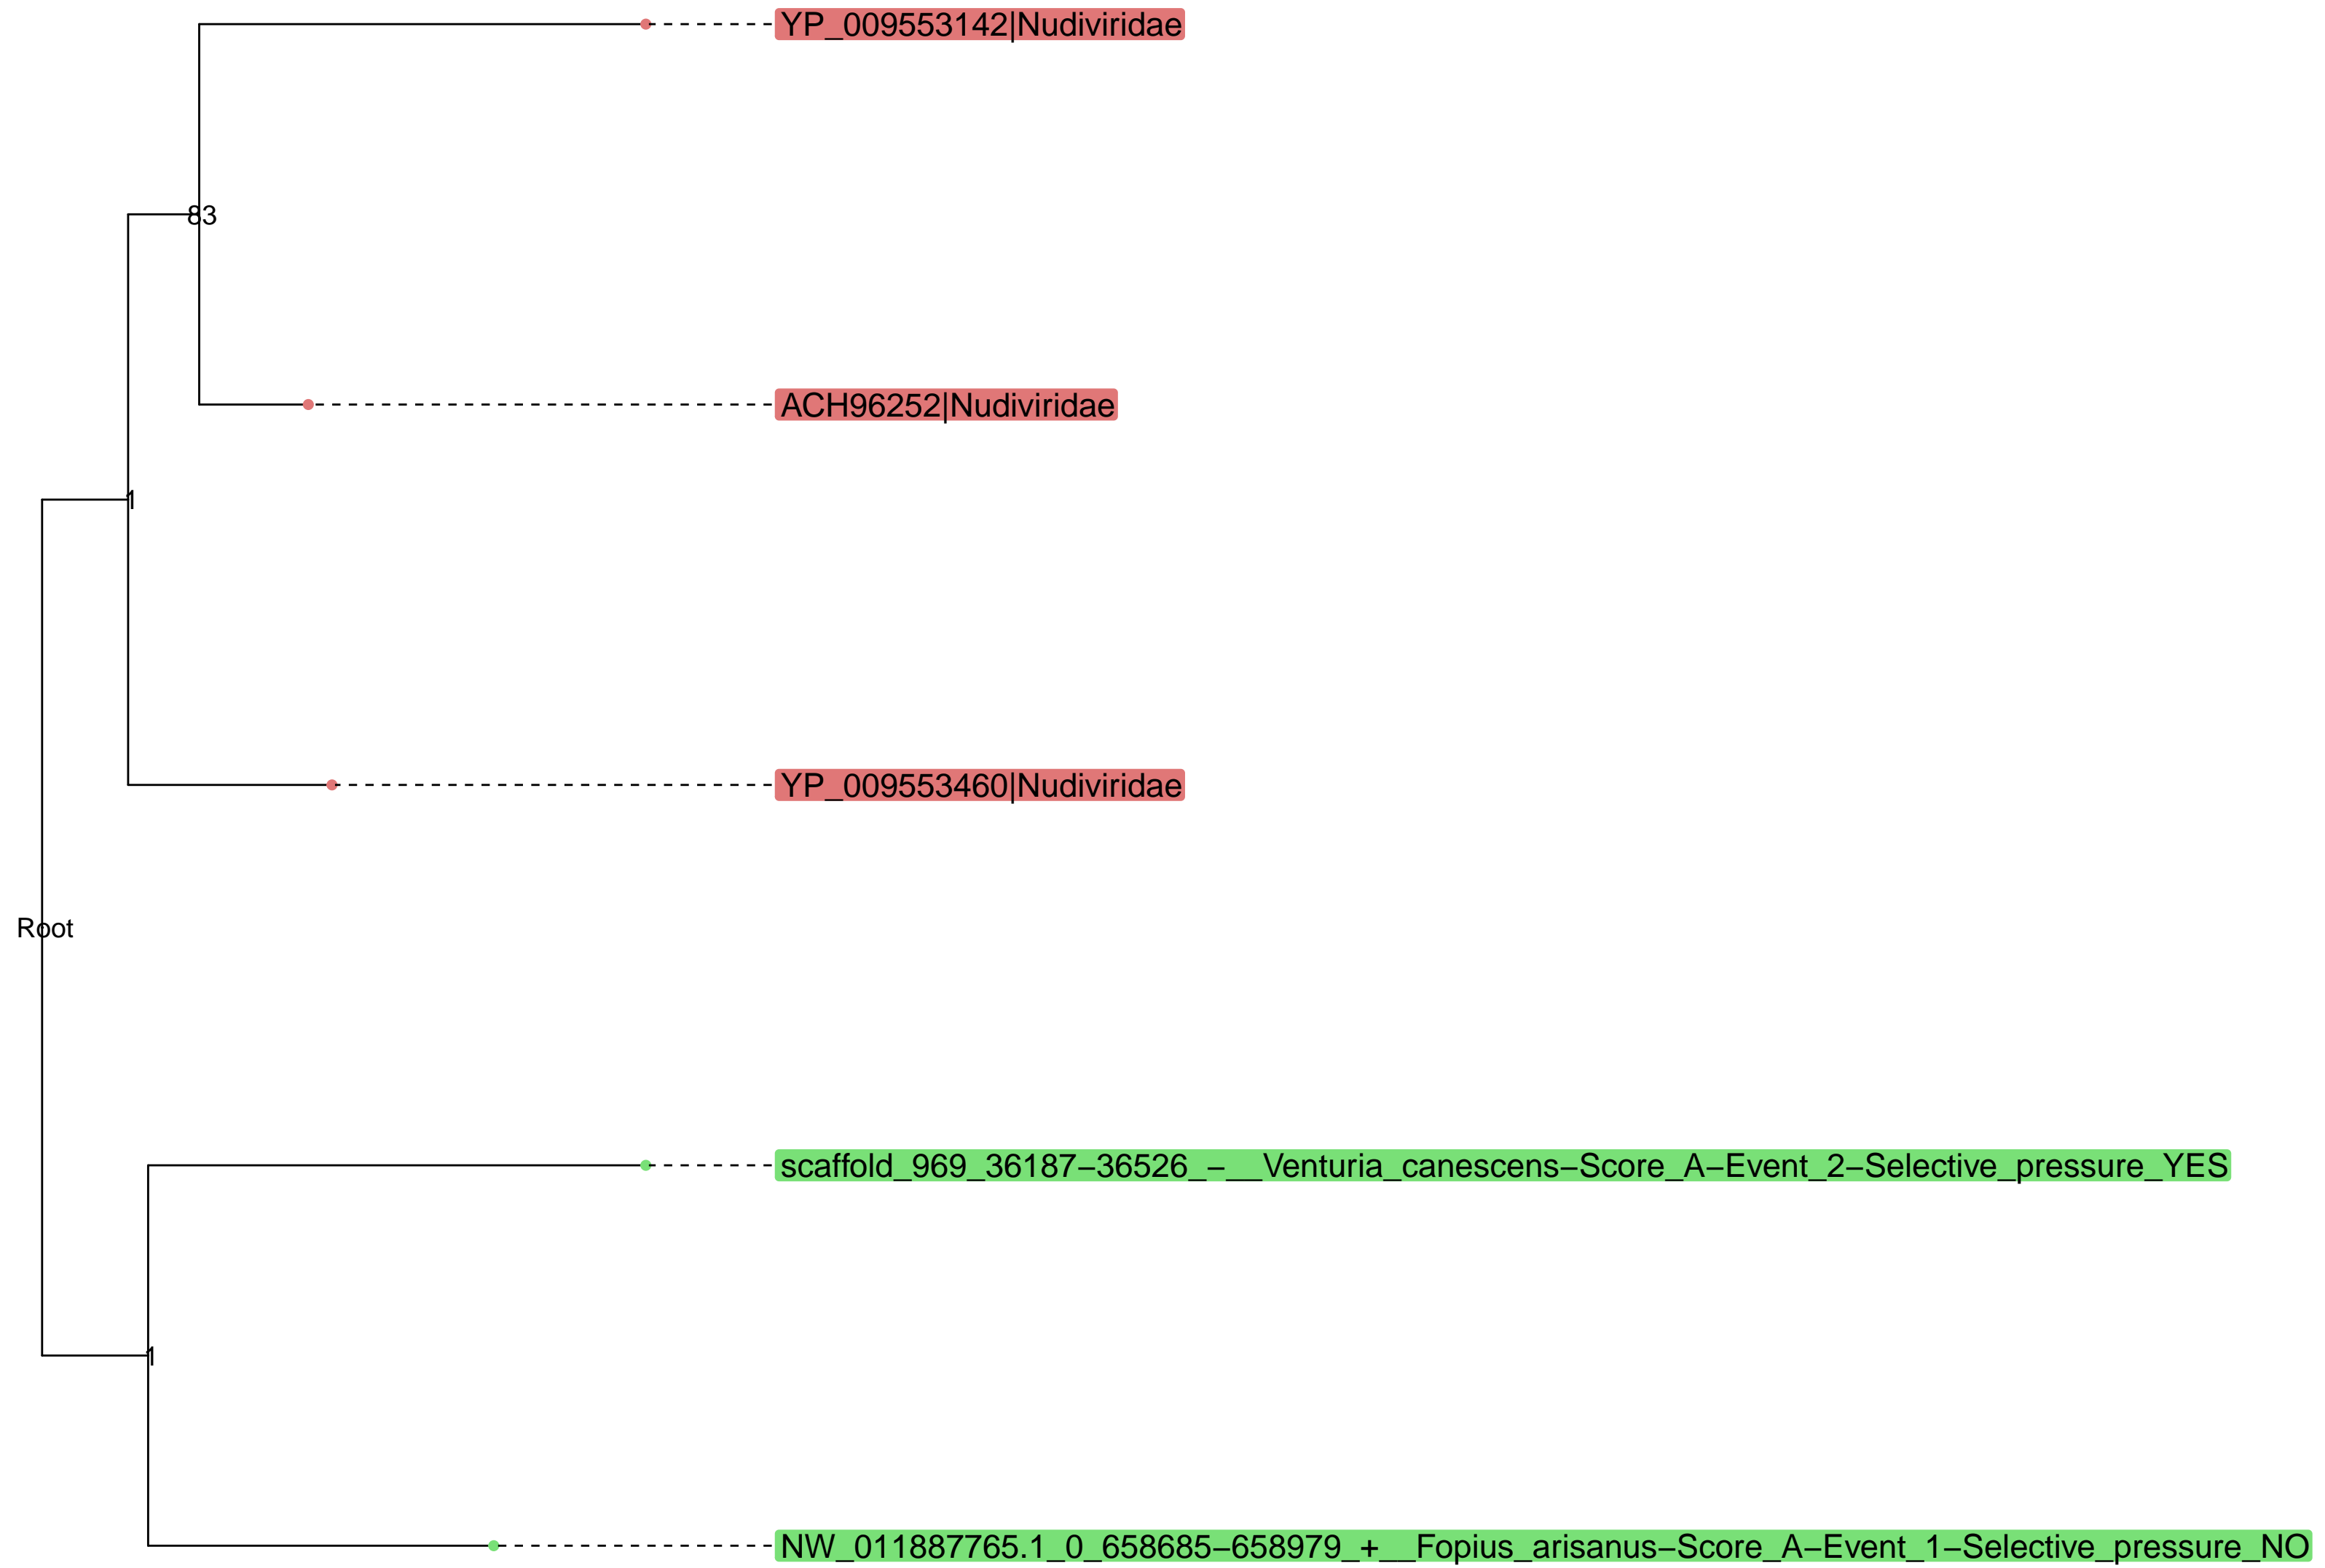 YP_009553142|Nudiviridae
83
ACH96252|Nudiviridae
1
YP_009553460|Nudiviridae
Root
scaffold_969_36187–36526_–__Venturia_canescens–Score_A–Event_2–Selective_pressure_YES
1
NW_011887765.1_0_658685–658979_+__Fopius_arisanus–Score_A–Event_1–Selective_pressure_NO